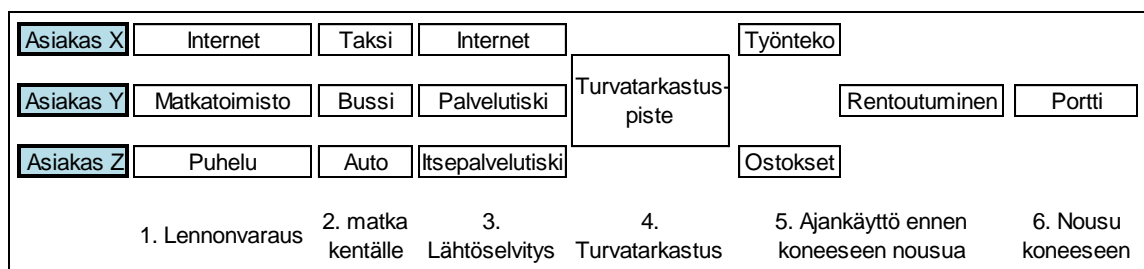 Asiakas X Internet Taksi Internet Työnteko
Asiakas Y Matkatoimisto Bussi Palvelutiski Turvatarkastus-
piste Rentoutuminen Portti
Asiakas Z Puhelu Auto Itsepalvelutiski Ostokset
1. Lennonvaraus
2. matka
kentälle
3.
Lähtöselvitys
4.
Turvatarkastus
5. Ajankäyttö ennen
koneeseen nousua
6. Nousu
koneeseen